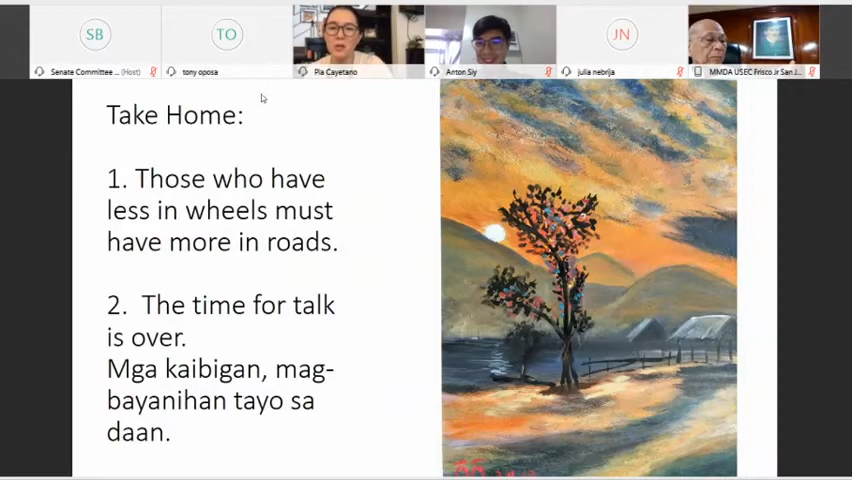 SB
TO
JN
Senate Committee ... (Host)
tony oposa
Pia Cayetano
Anton Siy
julia nebrija
MMDA USEC Frisco Jr San J...
Take Home:
1. Those who have
less in wheels must
have more in roads.
2. The time for talk
is over.
Mga kaibigan, mag-
bayanihan tayo sa
daan.